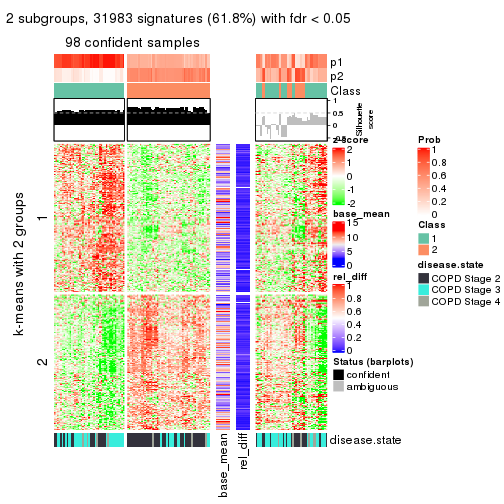 2 subgroups, 31983 signatures (61.8%) with fdr < 0.05
98 confident samples
p1
p2
Class
1
0.5
0
-0.5
Silhouette
score
k-means with 2 groups
1
2
z-score
2
1
0
-1
-2
base_mean
15
10
5
0
rel_diff
1
0.8
0.6
0.4
0.2
0
Status (barplots)
confident
ambiguous
Prob
1
0.8
0.6
0.4
0.2
0
Class
1
2
disease.state
COPD Stage 2
COPD Stage 3
COPD Stage 4
disease.state
base_mean
rel_diff